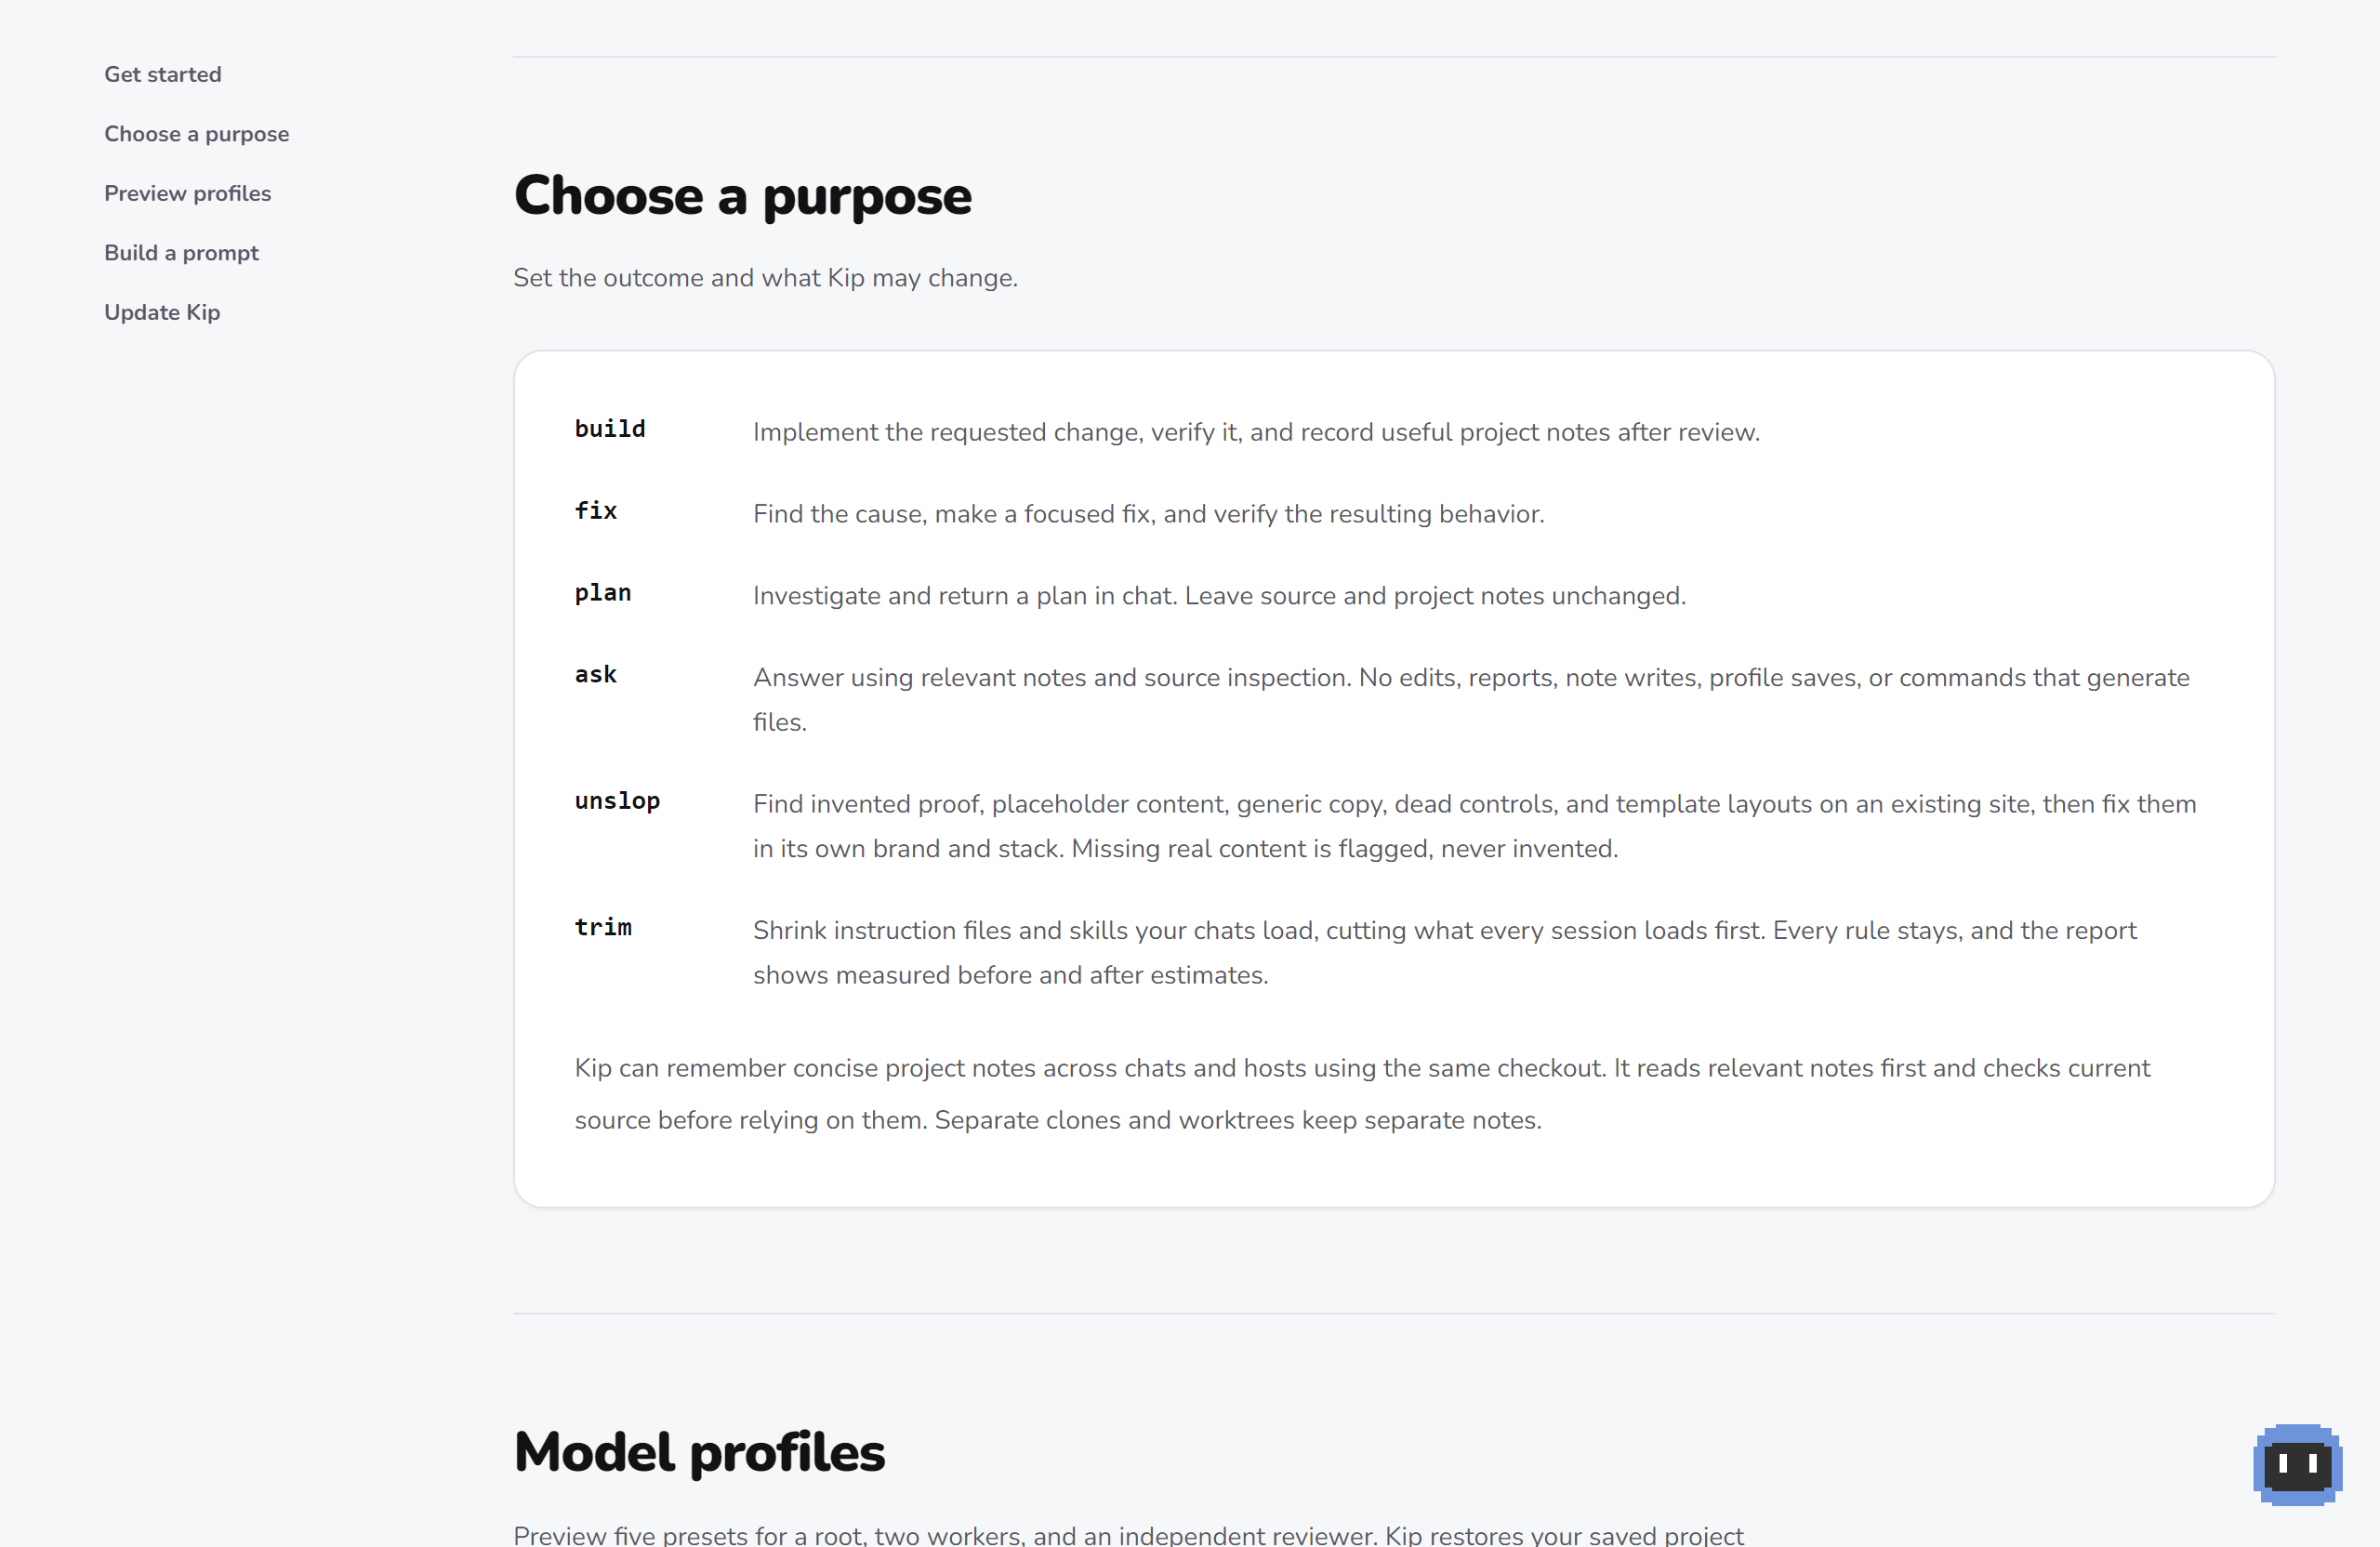 Get started
Choose a purpose
Preview profiles
Build a prompt
Update Kip
Choose a purpose
Set the outcome and what Kip may change.
build
Implement the requested change, verify it, and record useful project notes after review.
fix
Find the cause, make a focused fix, and verify the resulting behavior.
plan
Investigate and return a plan in chat. Leave source and project notes unchanged.
ask
Answer using relevant notes and source inspection. No edits, reports, note writes, profile saves, or commands that generate
files.
unslop
Find invented proof, placeholder content, generic copy, dead controls, and template layouts on an existing site, then fix them
in its own brand and stack. Missing real content is flagged, never invented.
trim
Shrink instruction files and skills your chats load, cutting what every session loads first. Every rule stays, and the report
shows measured before and after estimates.
Kip can remember concise project notes across chats and hosts using the same checkout. It reads relevant notes first and checks current
source before relying on them. Separate clones and worktrees keep separate notes.
Model profiles
Preview five presets for a root, two workers, and an independent reviewer. Kip restores your saved project